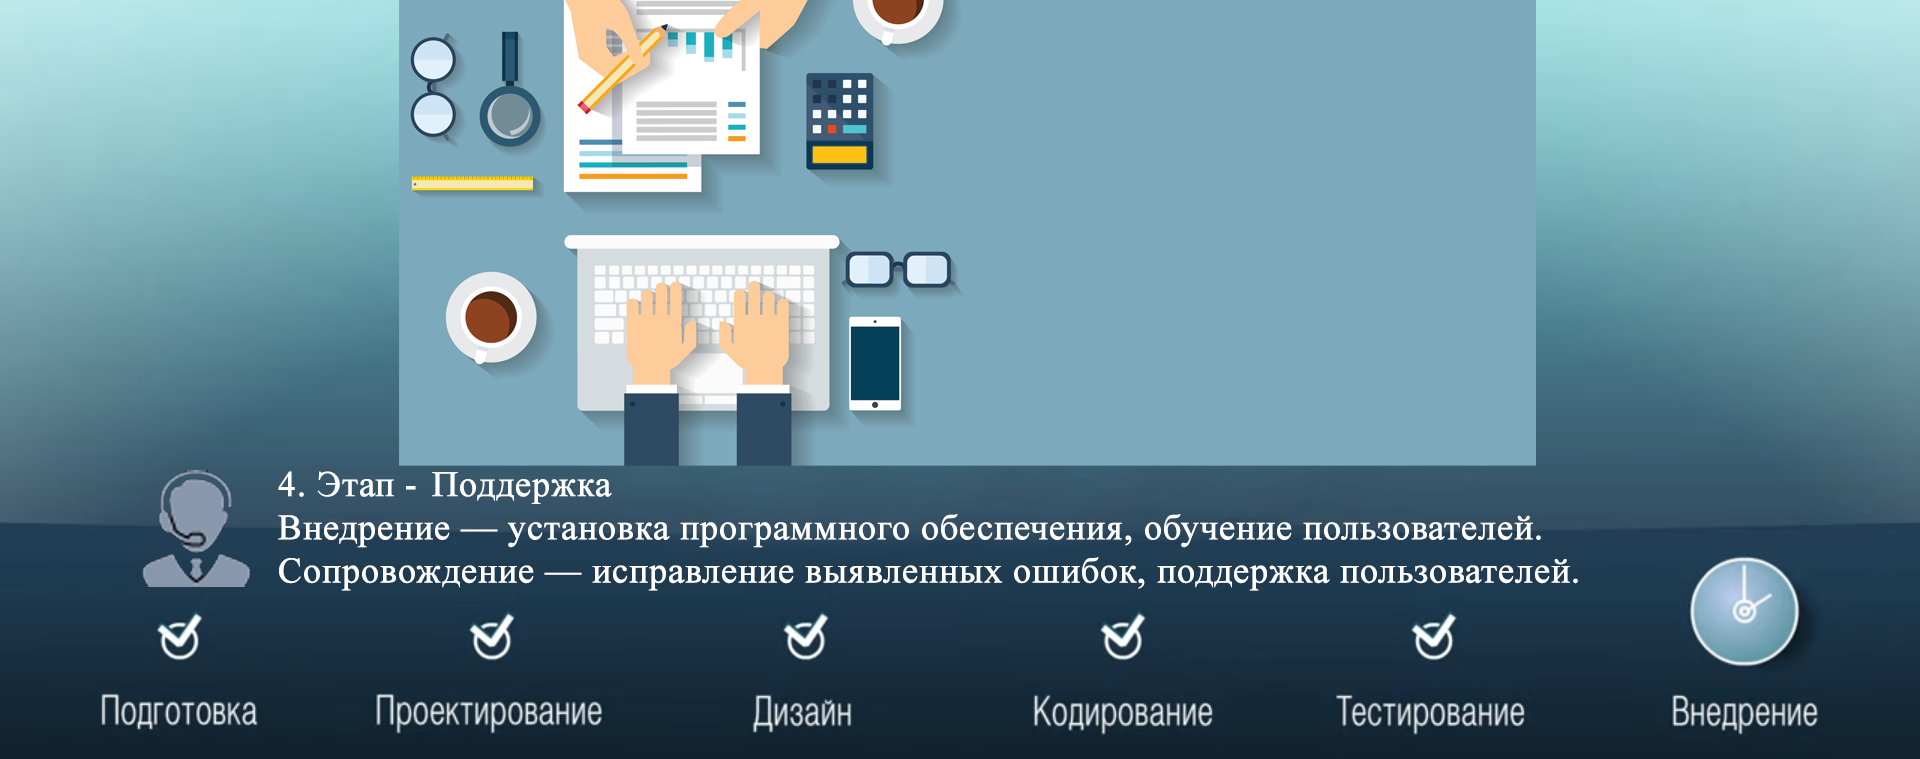 4. Этап - Поддержка
Внедрение — установка программного обеспечения, обучение пользователей.
Сопровождение — исправление выявленных ошибок, поддержка пользователей.
Подготовка Проектирование Дизайн Кодирование Тестирование Внедрение